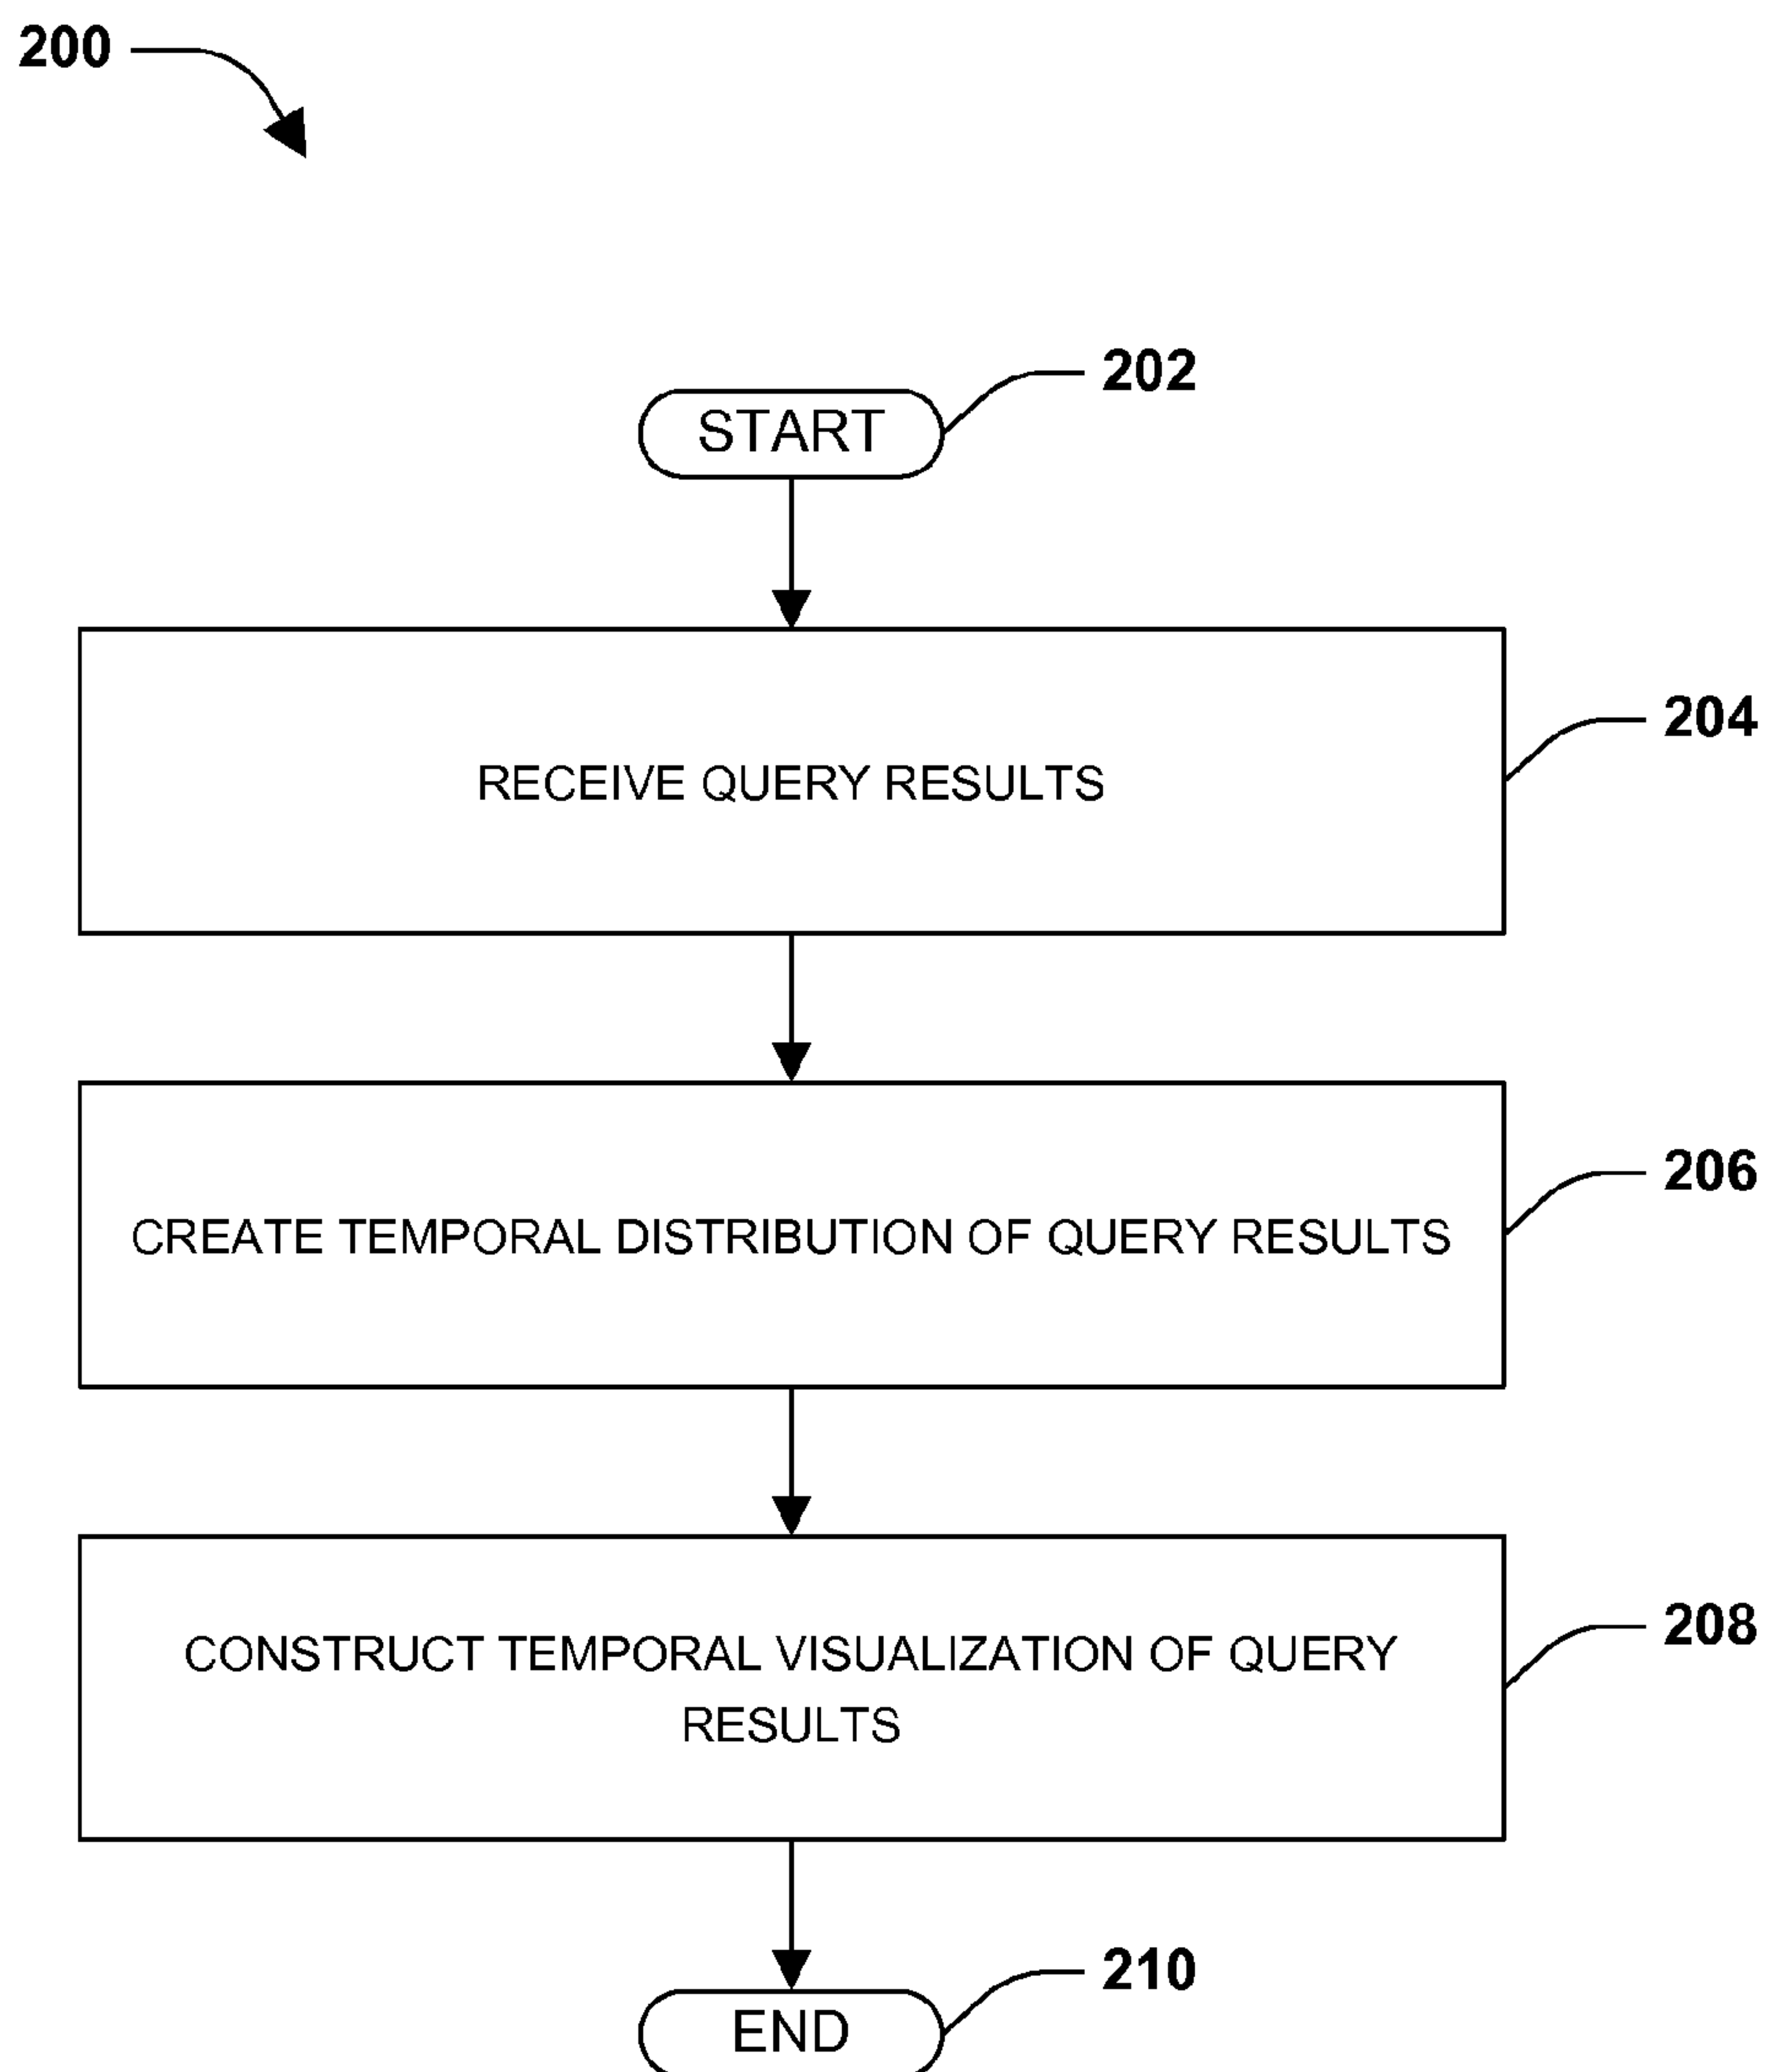 200
202
START
204
RECEIVE QUERY RESULTS
206
CREATE TEMPORAL DISTRIBUTION OF QUERY RESULTS
208
CONSTRUCT TEMPORAL VISUALIZATION OF QUERY
RESULTS
210
END